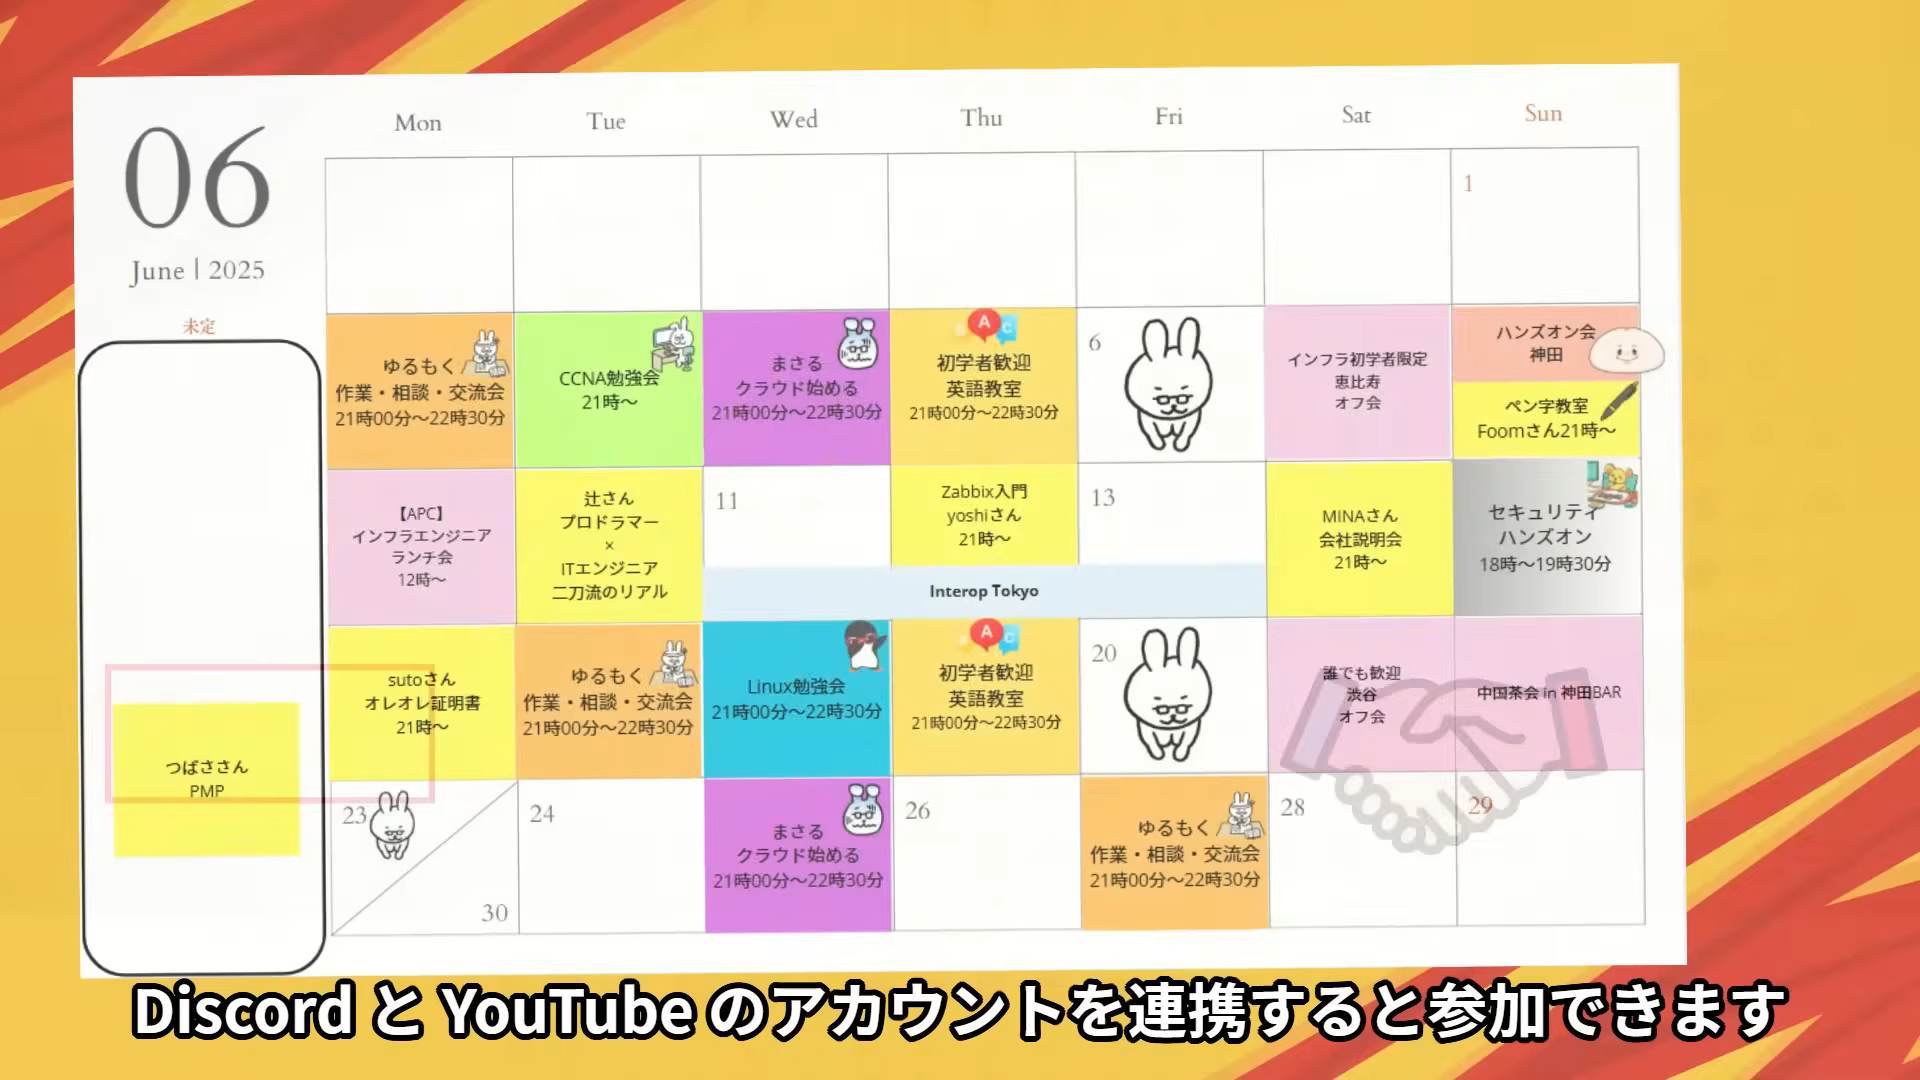 06
June | 2025
未定
つばささん
PMP
Mon Tue Wed Thu Fri Sat Sun
1
ゆるもく
作業・相談・交流会
21時00分～22時30分
CCNA勉強会
21時～
まさる
クラウド始める
21時00分～22時30分
A C
初学者歓迎
英語教室
21時00分～22時30分
6
インフラ初学者限定
恵比寿
オフ会
ハンズオン会
神田
ペン字教室
Foomさん21時～
【APC】
インフラエンジニア
ランチ会
12時～
辻さん
プロドラマー
×
ITエンジニア
二刀流のリアル
11
Zabbix入門
yoshiさん
21時～
13
Interop Tokyo
MINAさん
会社説明会
21時～
セキュリティ
ハンズオン
18時～19時30分
sutoさん
オレオレ証明書
21時～
ゆるもく
作業・相談・交流会
21時00分～22時30分
Linux勉強会
21時00分～22時30分
A C
初学者歓迎
英語教室
21時00分～22時30分
20
誰でも歓迎
渋谷
オフ会
中国茶会 in 神田BAR
23
30
24
まさる
クラウド始める
21時00分～22時30分
26
ゆるもく
作業・相談・交流会
21時00分～22時30分
28
29
Discord と YouTube のアカウントを連携すると参加できます